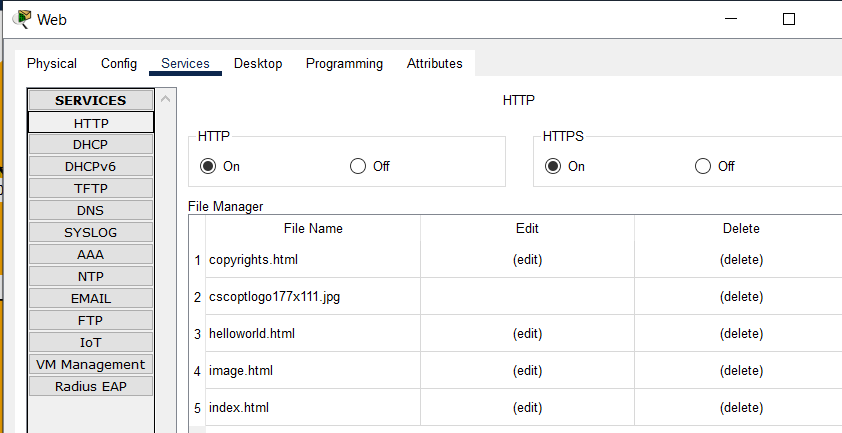 Web
Physical Config Services Desktop Programming Attributes
SERVICES
HTTP
DHCP
DHCPv6
TFTP
DNS
SYSLOG
AAA
NTP
EMAIL
FTP
IoT
VM Management
Radius EAP
HTTP
HTTP
On Off
HTTPS
On Off
File Manager
File Name Edit Delete
1 copyrights.html (edit) (delete)
2 cscoptlogo177x111.jpg (delete)
3 helloworld.html (edit) (delete)
4 image.html (edit) (delete)
5 index.html (edit) (delete)